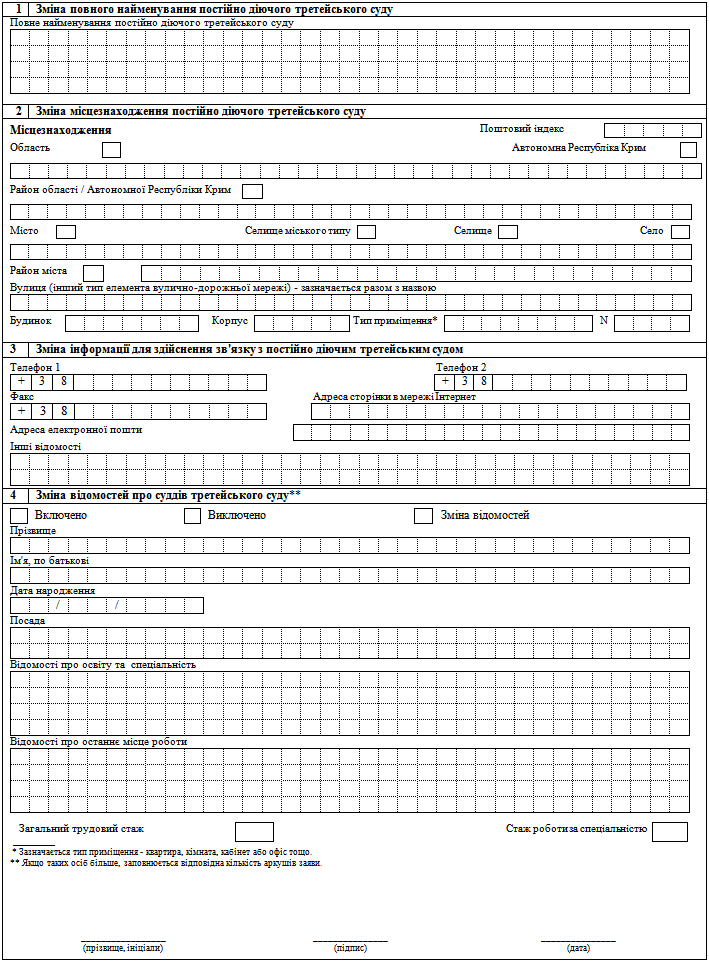 1 Зміна повного найменування постійно діючого третейського суду
Повне найменування постійно діючого третейського суду
2 Зміна місцезнаходження постійно діючого третейського суду
Місцезнаходження Поштовий індекс
Область Автономна Республіка Крим
Район області / Автономної Республіки Крим
Місто Селище міського типу Селище Село
Район міста
Вулиця (інший тип елемента вулично-дорожньої мережі) - зазначається разом з назвою
Будинок Корпус Тип приміщення* N
3 Зміна інформації для здійснення зв'язку з постійно діючим третейським судом
Телефон 1 Телефон 2
+ 3 8 + 3 8
Факс Адреса сторінки в мережі Інтернет
+ 3 8
Адреса електронної пошти
Інші відомості
4 Зміна відомостей про суддів третейського суду**
Включено Виключено Зміна відомостей
Прізвище
Ім'я, по батькові
Дата народження
/ /
Посада
Відомості про освіту та спеціальність
Відомості про останнє місце роботи
Загальний трудовий стаж Стаж роботи за спеціальністю
* Зазначається тип приміщення - квартира, кімната, кабінет або офіс тощо.
** Якщо таких осіб більше, заповнюється відповідна кількість аркушів заяви.
(прізвище, ініціали) (підпис) (дата)